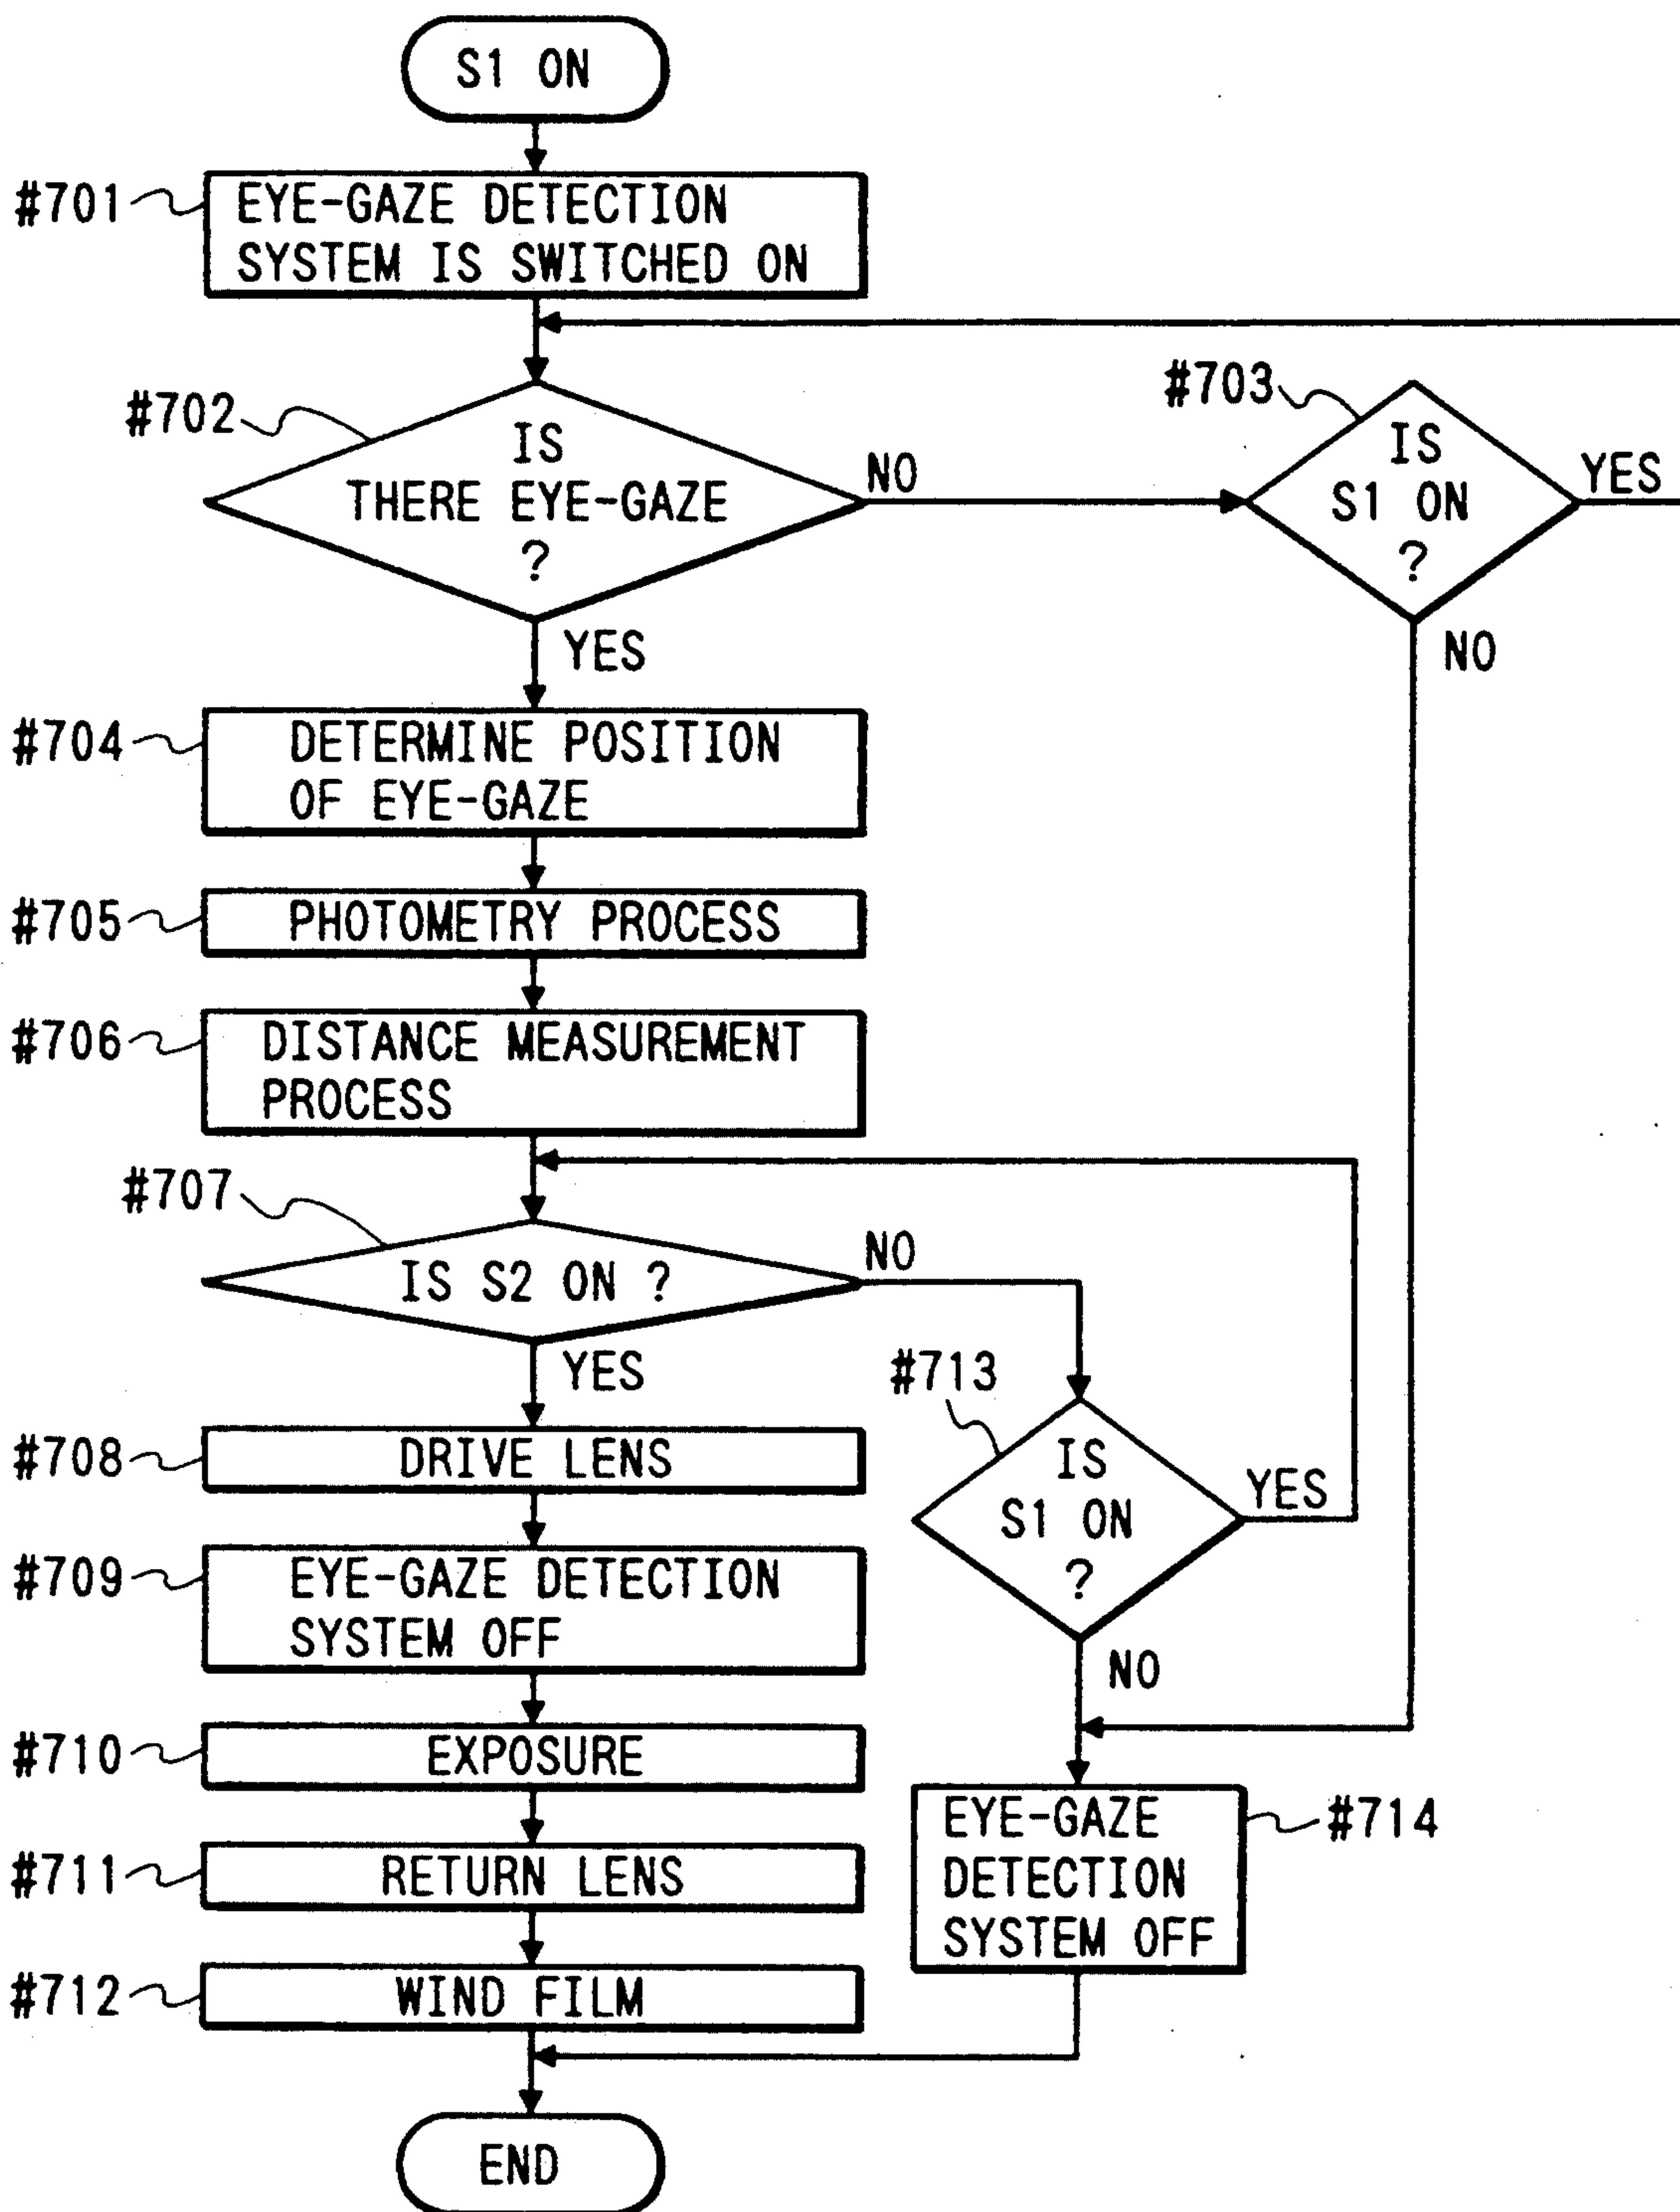 S1 ON
#701
EYE-GAZE DETECTION
SYSTEM IS SWITCHED ON
#702
IS
THERE EYE-GAZE
?
NO
YES
#703
IS
S1 ON
?
YES
NO
#704
DETERMINE POSITION
OF EYE-GAZE
#705
PHOTOMETRY PROCESS
#706
DISTANCE MEASUREMENT
PROCESS
#707
IS S2 ON ?
NO
YES
#713
IS
S1 ON
?
YES
NO
#708
DRIVE LENS
#709
EYE-GAZE DETECTION
SYSTEM OFF
#710
EXPOSURE
#714
EYE-GAZE
DETECTION
SYSTEM OFF
#711
RETURN LENS
#712
WIND FILM
END